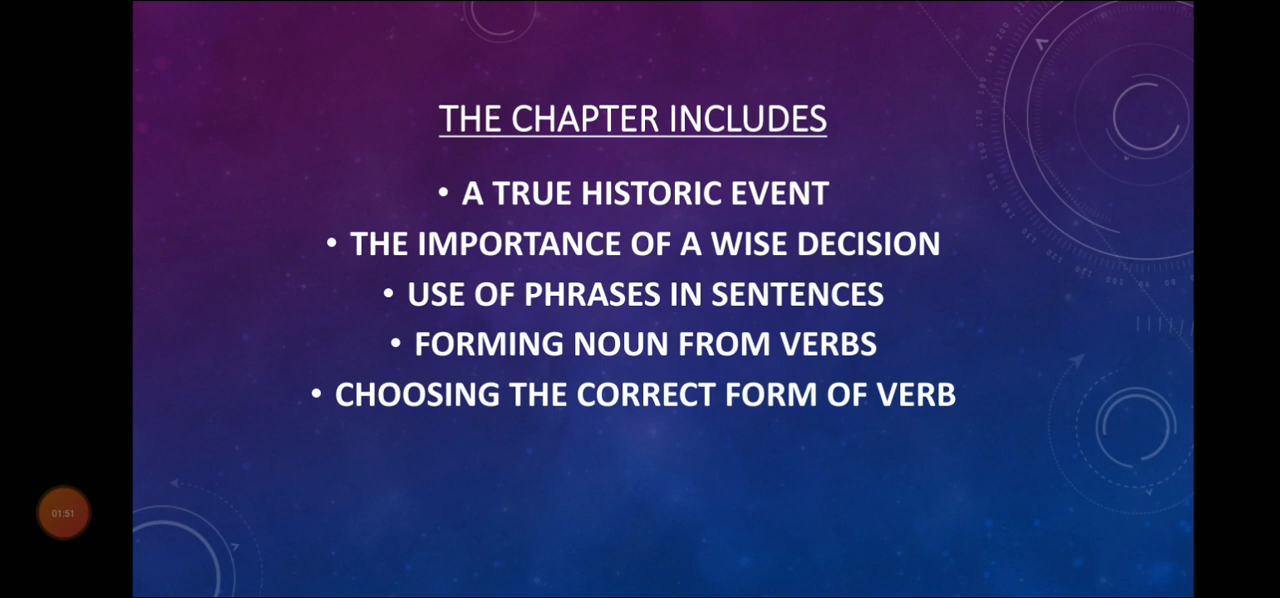 THE CHAPTER INCLUDES
• A TRUE HISTORIC EVENT
• THE IMPORTANCE OF A WISE DECISION
• USE OF PHRASES IN SENTENCES
• FORMING NOUN FROM VERBS
• CHOOSING THE CORRECT FORM OF VERB
01:51